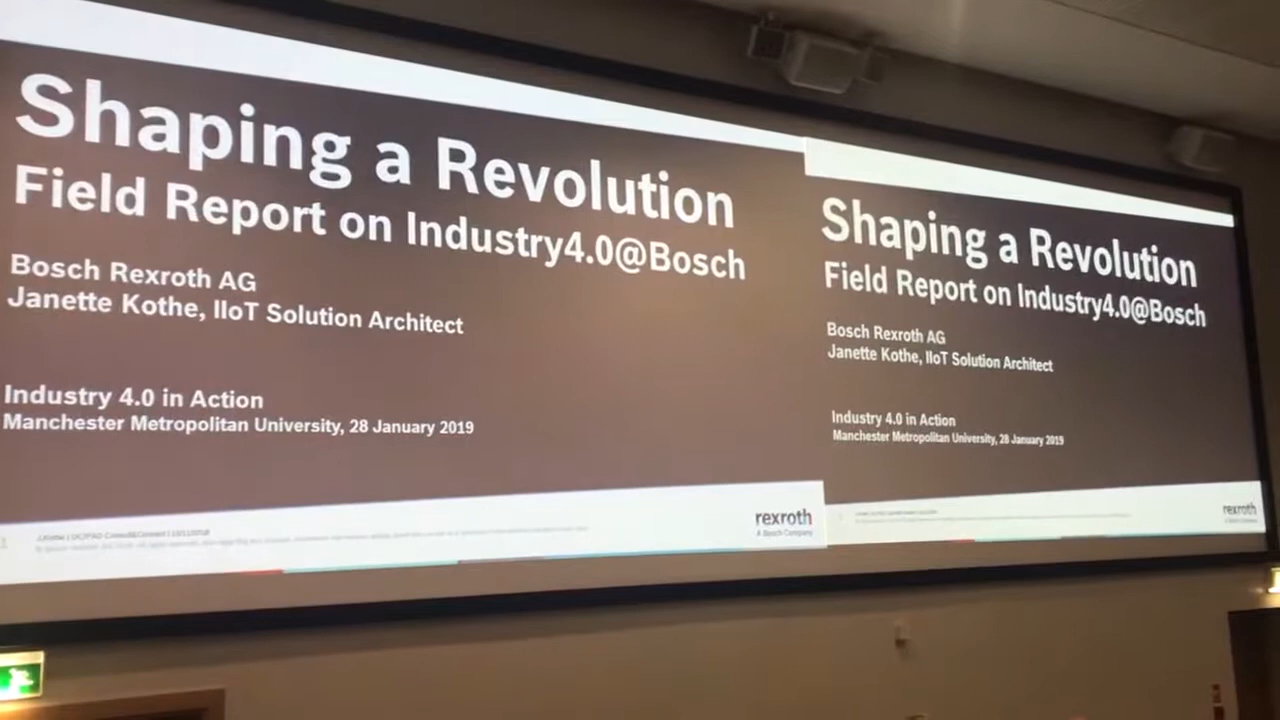 Shaping a Revolution
Field Report on Industry4.0@Bosch
Bosch Rexroth AG
Janette Kothe, IIoT Solution Architect
Industry 4.0 in Action
Manchester Metropolitan University, 28 January 2019
rexroth
A Bosch Company
Shaping a Revolution
Field Report on Industry4.0@Bosch
Bosch Rexroth AG
Janette Kothe, IIoT Solution Architect
Industry 4.0 in Action
Manchester Metropolitan University, 28 January 2019
rexroth
A Bosch Company